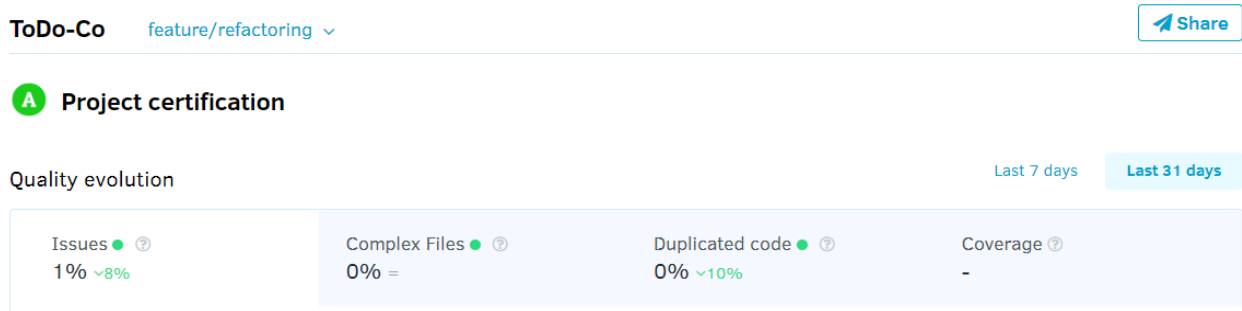 ToDo-Co feature/refactoring Share
A Project certification
Quality evolution Last 7 days Last 31 days
Issues ? Complex Files ? Duplicated code ? Coverage ?
1% 8% 0% = 0% 10% -